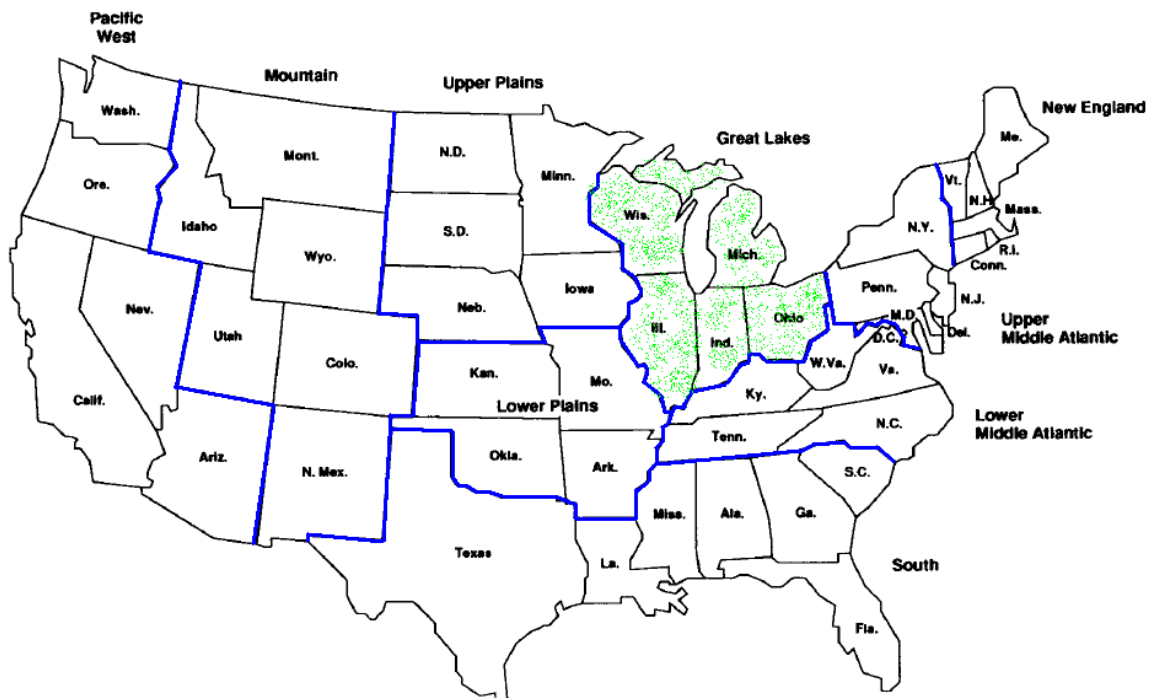 Pacific
West
Mountain
Upper Plains
Great Lakes
New England
Wash.
Mont.
N.D.
Minn.
Me.
Vt.
N.H.
Ore.
Idaho
Wis.
Mass.
N.Y.
S.D.
Wyo.
Mich.
R.I.
Conn.
Nev.
Neb.
Iowa
Penn.
N.J.
Utah
Ill.
Ind.
Ohio
M.D.
D.C.
Del.
Upper
Middle Atlantic
Colo.
Kan.
Mo.
W.Va.
Va.
Calif.
Ky.
Lower Plains
N.C.
Lower
Middle Atlantic
Tenn.
Ariz.
N. Mex.
Okla.
Ark.
S.C.
Miss.
Ala.
Ga.
Texas
La.
South
Fla.